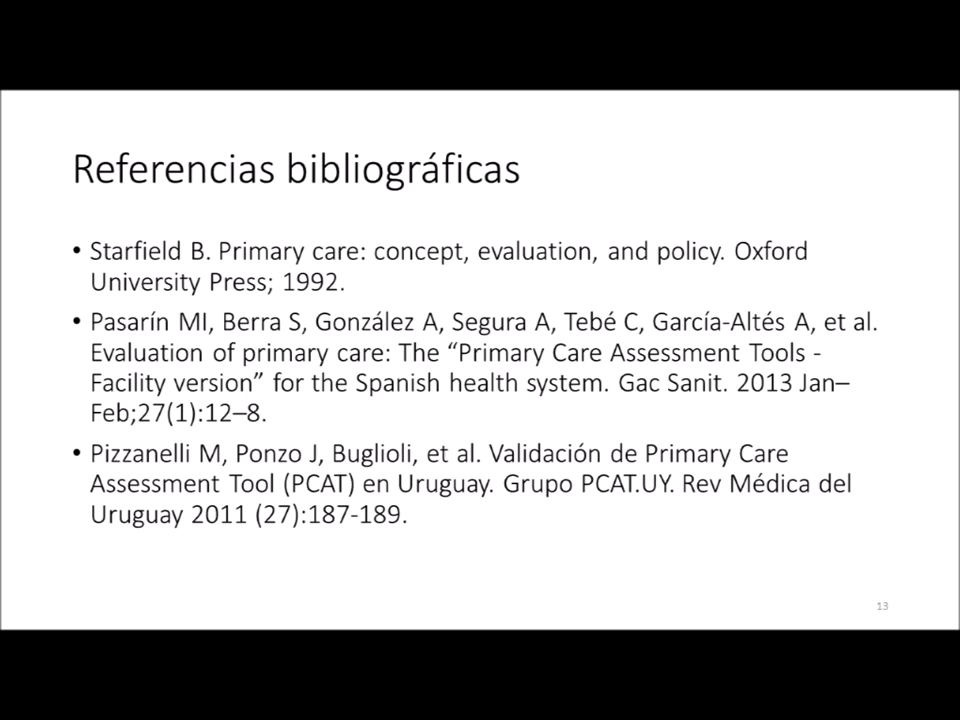 Referencias bibliográficas
• Starfield B. Primary care: concept, evaluation, and policy. Oxford
University Press; 1992.
• Pasarín MI, Berra S, González A, Segura A, Tebé C, García-Altés A, et al.
Evaluation of primary care: The “Primary Care Assessment Tools -
Facility version” for the Spanish health system. Gac Sanit. 2013 Jan–
Feb;27(1):12–8.
• Pizzanelli M, Ponzo J, Buglioli, et al. Validación de Primary Care
Assessment Tool (PCAT) en Uruguay. Grupo PCAT.UY. Rev Médica del
Uruguay 2011 (27):187-189.
13